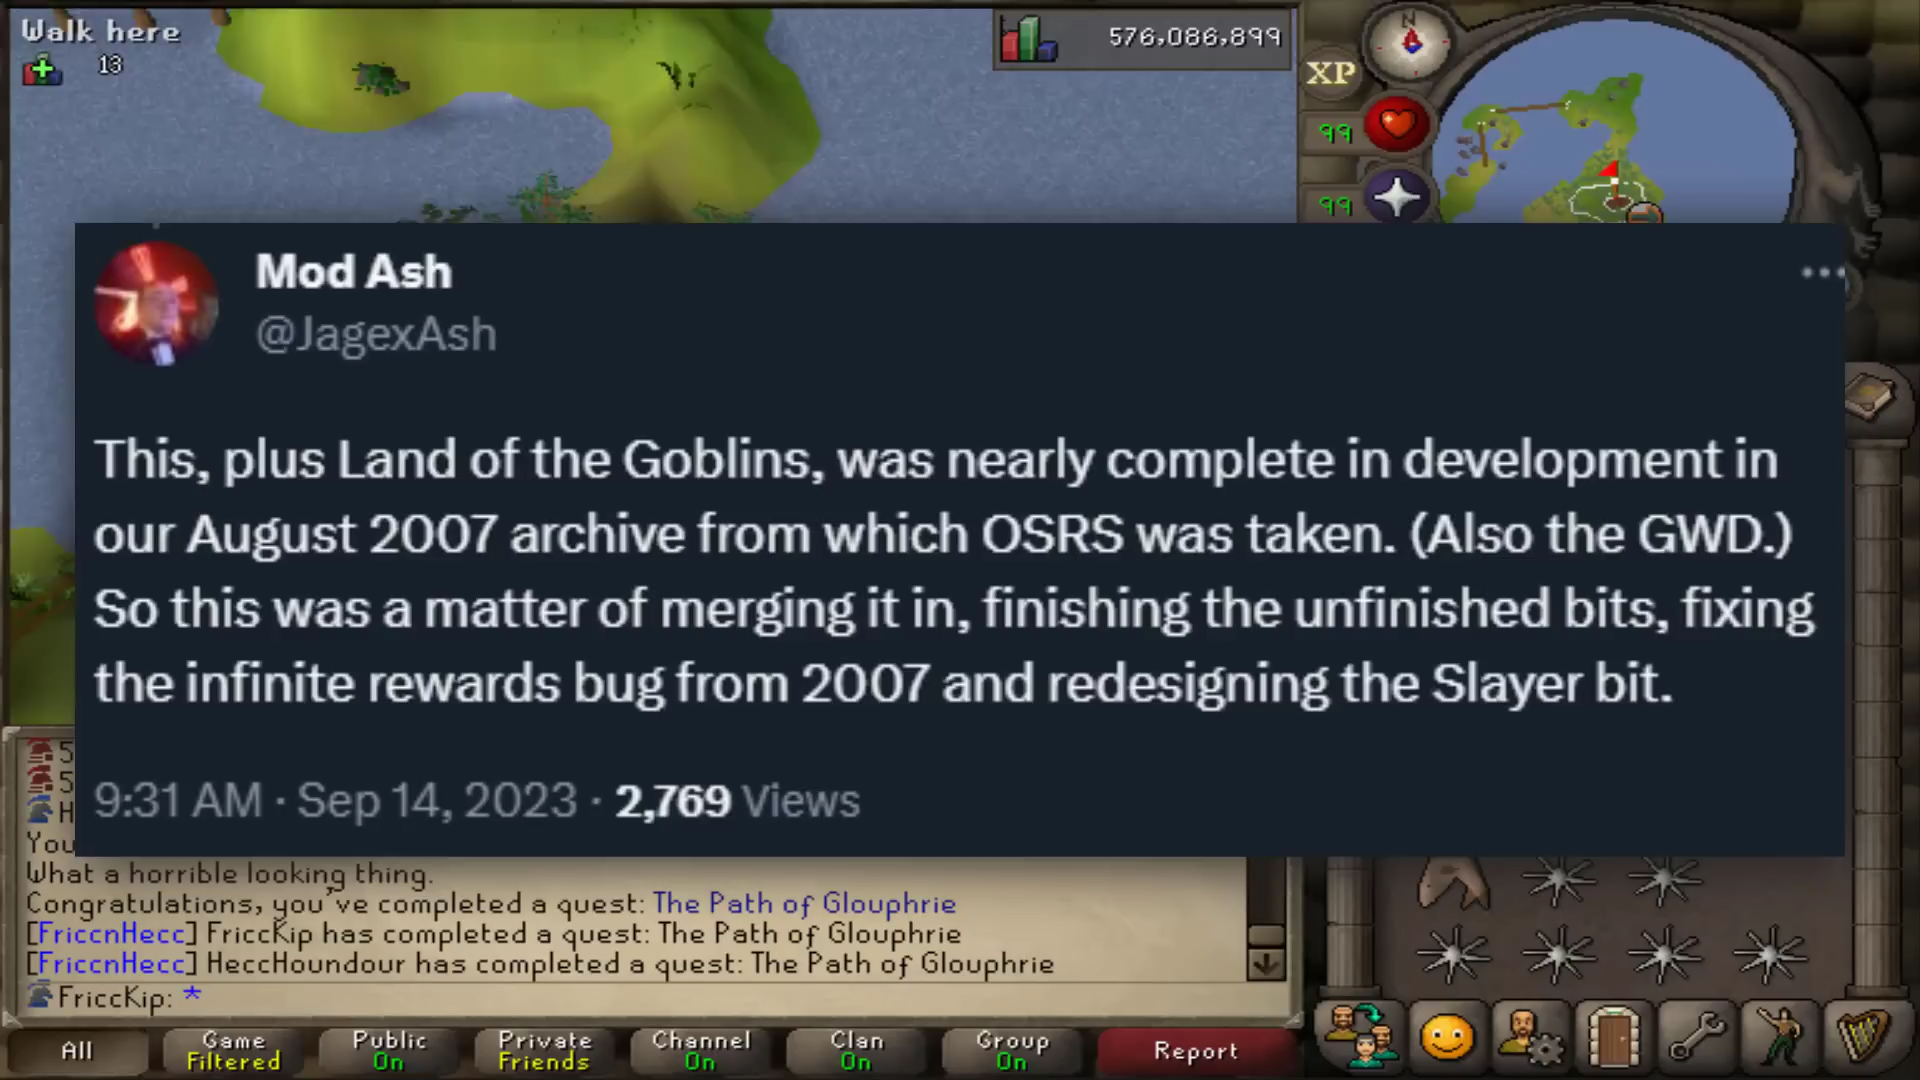 Walk here
13
576,086,899
XP
N
99
99
Mod Ash
@JagexAsh
This, plus Land of the Goblins, was nearly complete in development in
our August 2007 archive from which OSRS was taken. (Also the GWD.)
So this was a matter of merging it in, finishing the unfinished bits, fixing
the infinite rewards bug from 2007 and redesigning the Slayer bit.
9:31 AM · Sep 14, 2023 · 2,769 Views
5
5
H
You
What a horrible looking thing.
Congratulations, you've completed a quest: The Path of Glouphrie
[FriccnHecc] FriccKip has completed a quest: The Path of Glouphrie
[FriccnHecc] HeccHoundour has completed a quest: The Path of Glouphrie
FriccKip: *
All
Game
Filtered
Public
On
Private
Friends
Channel
On
Clan
On
Group
On
Report